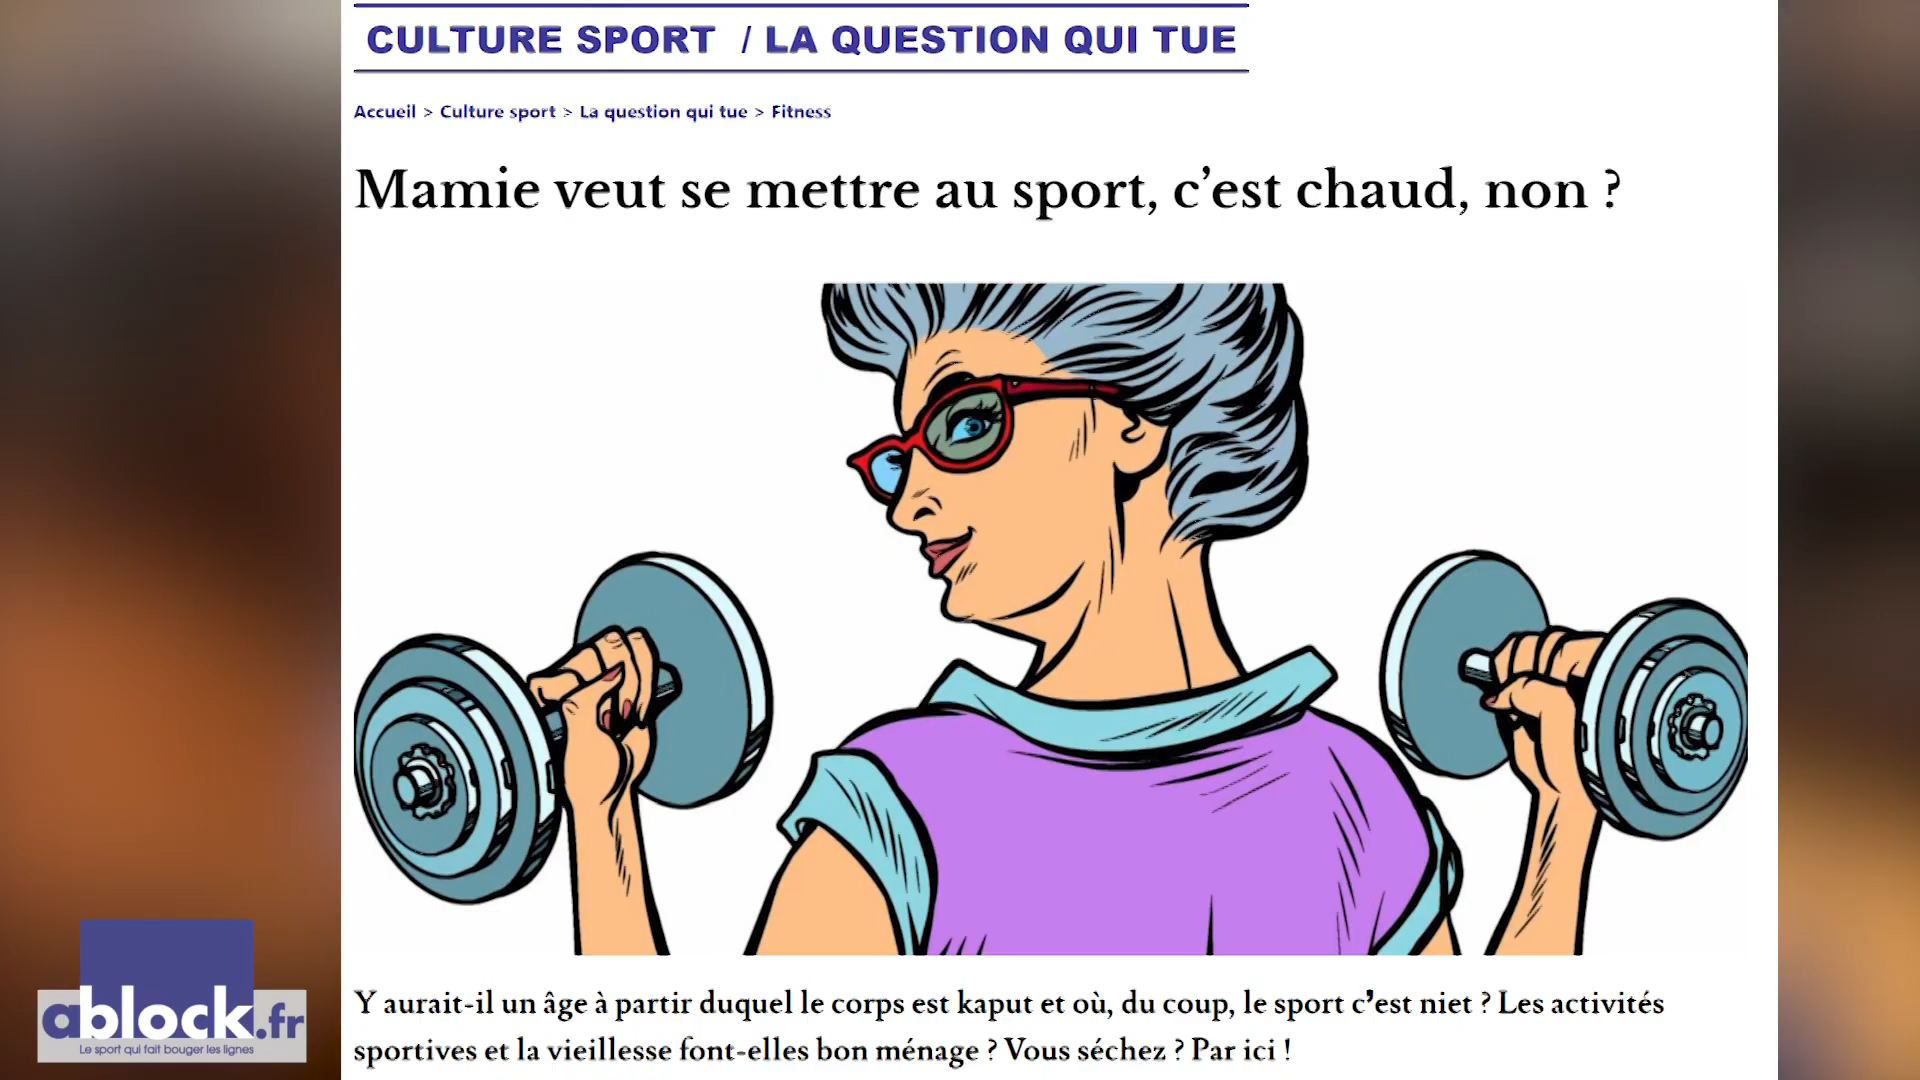 CULTURE SPORT / LA QUESTION QUI TUE
Accueil > Culture sport > La question qui tue > Fitness
Mamie veut se mettre au sport, c’est chaud, non ?
Y aurait-il un âge à partir duquel le corps est kaput et où, du coup, le sport c’est niet ? Les activités
sportives et la vieillesse font-elles bon ménage ? Vous séchez ? Par ici !
ablock.fr
Le sport qui fait bouger les lignes